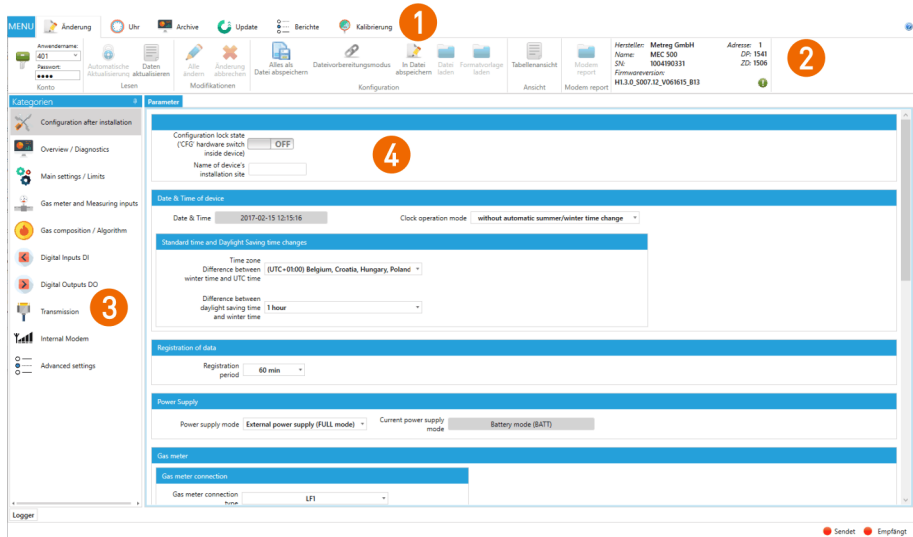 MENU Änderung Uhr Archive Update Berichte Kalibrierung 1
Anwendername:
401
Passwort:
●●●●
Konto
Automatische
Aktualisierung
Daten
aktualisieren
Lesen
Alle
ändern
Änderung
abbrechen
Modifikationen
Alles als
Datei abspeichern
Dateivorbereitungsmodus
In Datei
abspeichern
Datei
laden
Formatvorlage
laden
Konfiguration
Tabellenansicht
Ansicht
Modem
report
Modem report
Hersteller: Metreg GmbH Adresse: 1
Name: MEC 500 DP: 1541
SN: 1004190331 ZD: 1506
Firmwareversion:
H1.3.0_S007.12_V061615_B13
2
Kategorien
Configuration after installation
Overview / Diagnostics
Main settings / Limits
Gas meter and Measuring inputs
Gas composition / Algorithm
Digital Inputs DI
Digital Outputs DO
Transmission
3
Internal Modem
Advanced settings
Parameter
Configuration lock state
('CFG' hardware switch
inside device)
OFF
4
Name of device's
installation site
Date & Time of device
Date & Time 2017-02-15 12:15:16 Clock operation mode without automatic summer/winter time change
Standard time and Daylight Saving time changes
Time zone
Difference between
winter time and UTC time
(UTC+01:00) Belgium, Croatia, Hungary, Poland
Difference between
daylight saving time
and winter time
1 hour
Registration of data
Registration
period
60 min
Power Supply
Power supply mode External power supply (FULL mode)
Current power supply
mode
Battery mode (BATT)
Gas meter
Gas meter connection
Gas meter connection
type
LF1
Logger
Sendet Empfängt